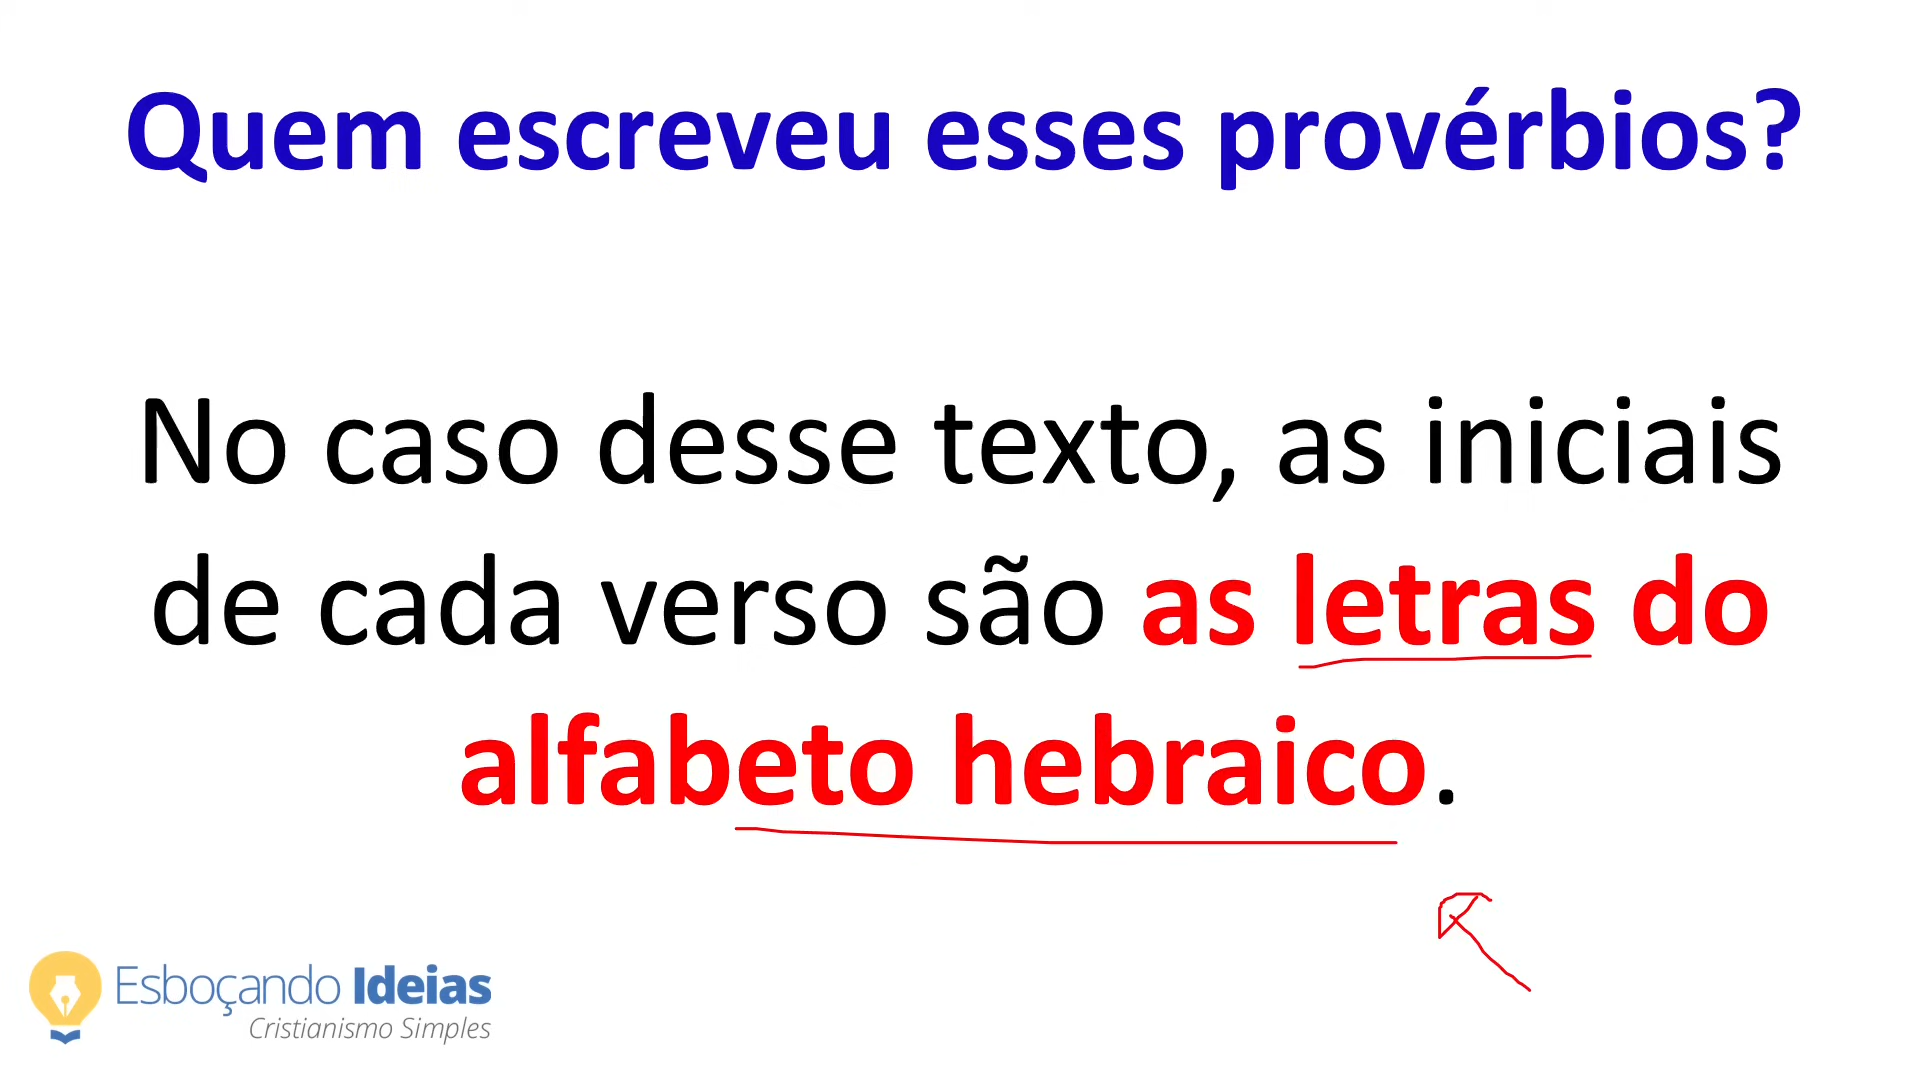 Quem escreveu esses provérbios?
No caso desse texto, as iniciais
de cada verso são as letras do
alfabeto hebraico.
Esboçando Ideias
Cristianismo Simples